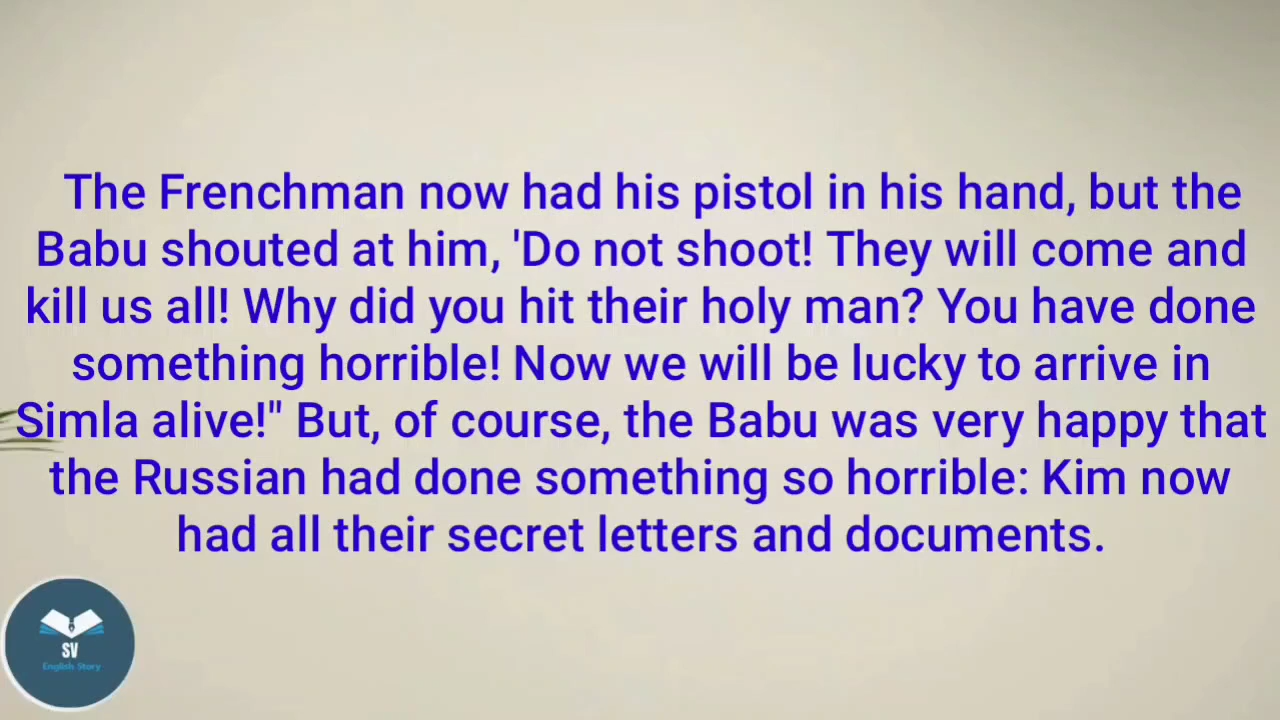 The Frenchman now had his pistol in his hand, but the
Babu shouted at him, 'Do not shoot! They will come and
kill us all! Why did you hit their holy man? You have done
something horrible! Now we will be lucky to arrive in
Simla alive!" But, of course, the Babu was very happy that
the Russian had done something so horrible: Kim now
had all their secret letters and documents.
SV
English Story